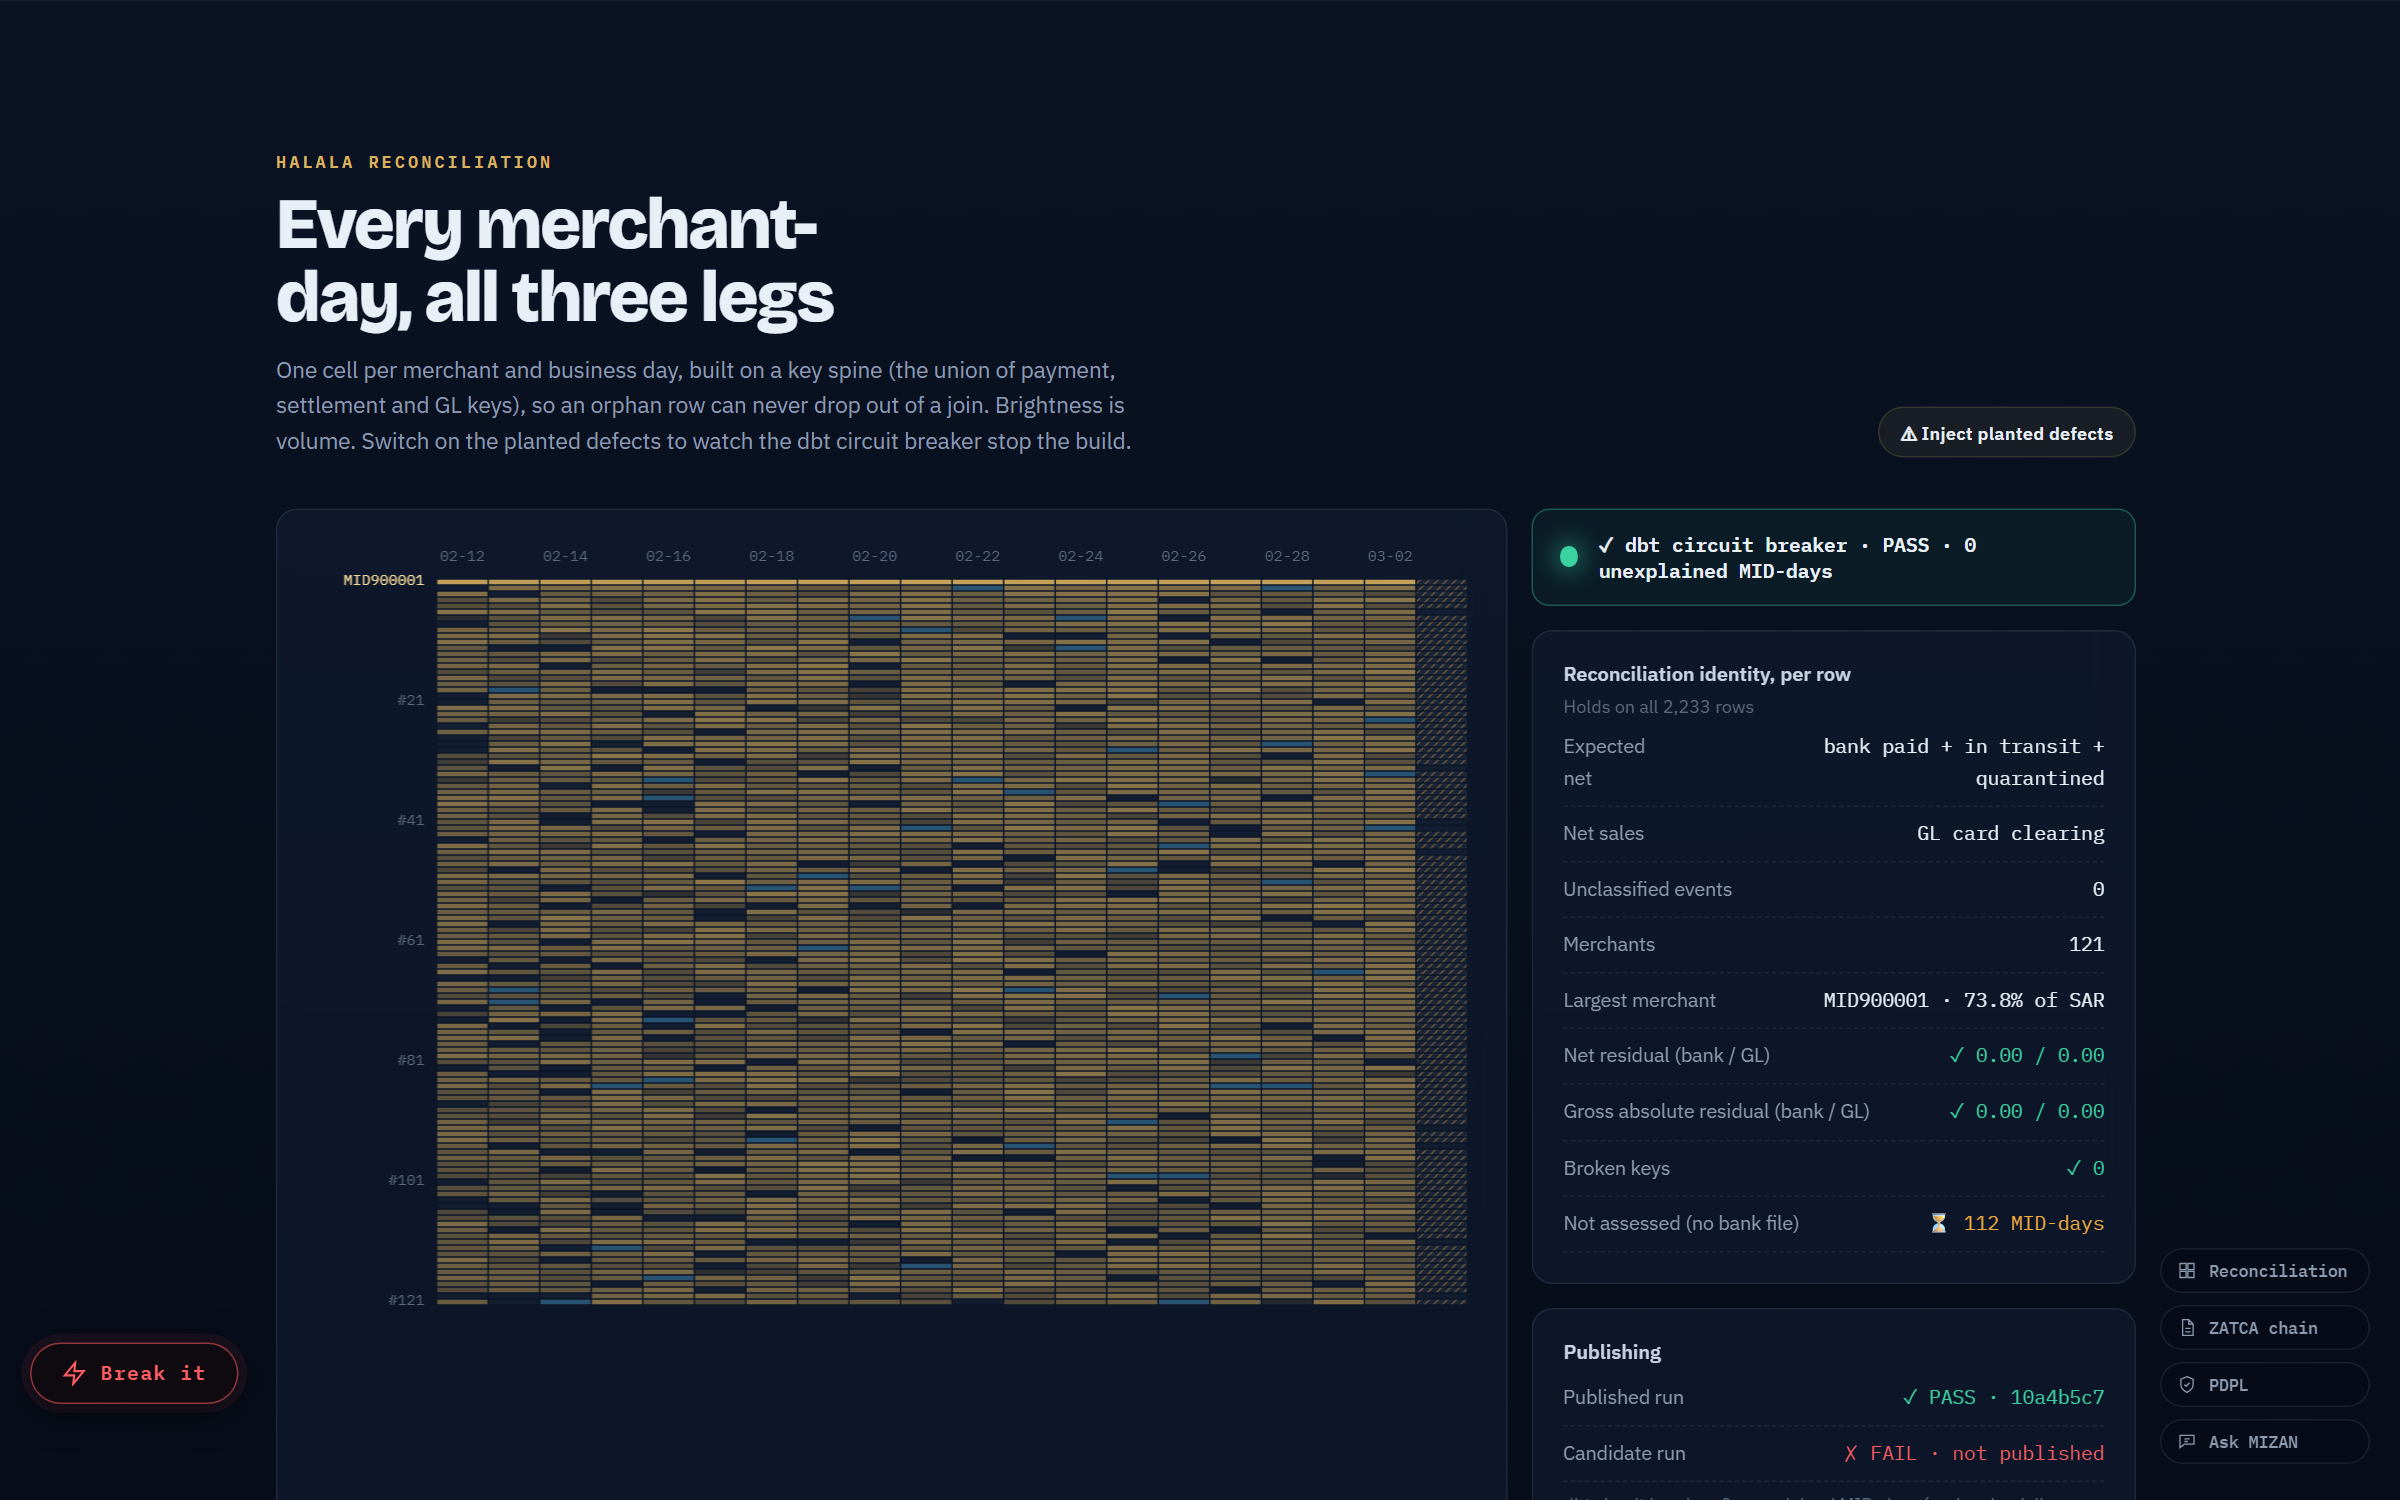 HALALA RECONCILIATION
Every merchant-
day, all three legs
One cell per merchant and business day, built on a key spine (the union of payment,
settlement and GL keys), so an orphan row can never drop out of a join. Brightness is
volume. Switch on the planted defects to watch the dbt circuit breaker stop the build.
⚠ Inject planted defects
02-12 02-14 02-16 02-18 02-20 02-22 02-24 02-26 02-28 03-02
MID900001
#21
#41
#61
#81
#101
#121
✓ dbt circuit breaker · PASS · 0
unexplained MID-days
Reconciliation identity, per row
Holds on all 2,233 rows
Expected net
bank paid + in transit + quarantined
Net sales GL card clearing
Unclassified events 0
Merchants 121
Largest merchant MID900001 · 73.8% of SAR
Net residual (bank / GL) ✓ 0.00 / 0.00
Gross absolute residual (bank / GL) ✓ 0.00 / 0.00
Broken keys ✓ 0
Not assessed (no bank file) ⏳ 112 MID-days
Publishing
Published run ✓ PASS · 10a4b5c7
Candidate run ✗ FAIL · not published
Break it
Reconciliation
ZATCA chain
PDPL
Ask MIZAN